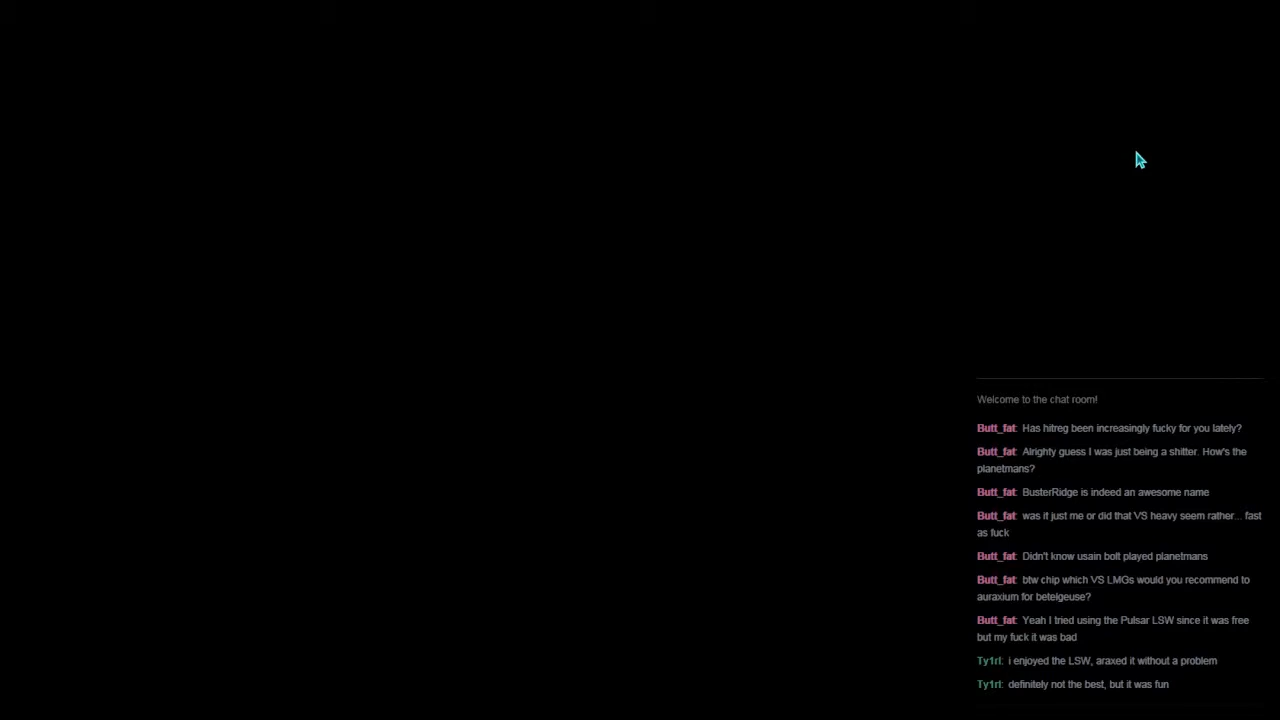 Welcome to the chat room!
Butt_fat: Has hitreg been increasingly fucky for you lately?
Butt_fat: Alrighty guess I was just being a shitter. How's the
planetmans?
Butt_fat: BusterRidge is indeed an awesome name
Butt_fat: was it just me or did that VS heavy seem rather... fast
as fuck
Butt_fat: Didn't know usain bolt played planetmans
Butt_fat: btw chip which VS LMGs would you recommend to
auraxium for betelgeuse?
Butt_fat: Yeah I tried using the Pulsar LSW since it was free
but my fuck it was bad
Ty1rl: i enjoyed the LSW, araxed it without a problem
Ty1rl: definitely not the best, but it was fun